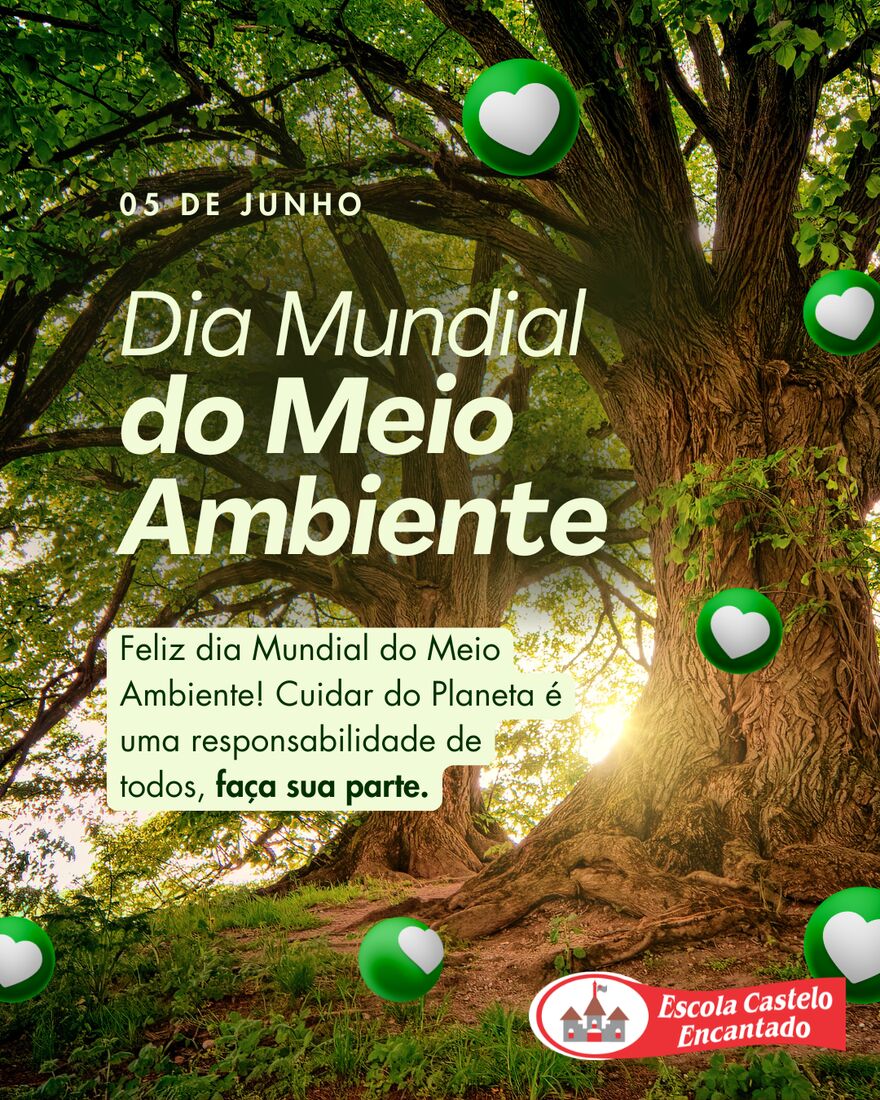 05 DE JUNHO
Dia Mundial
do Meio
Ambiente
Feliz dia Mundial do Meio
Ambiente! Cuidar do Planeta é
uma responsabilidade de
todos, faça sua parte.
Escola Castelo
Encantado